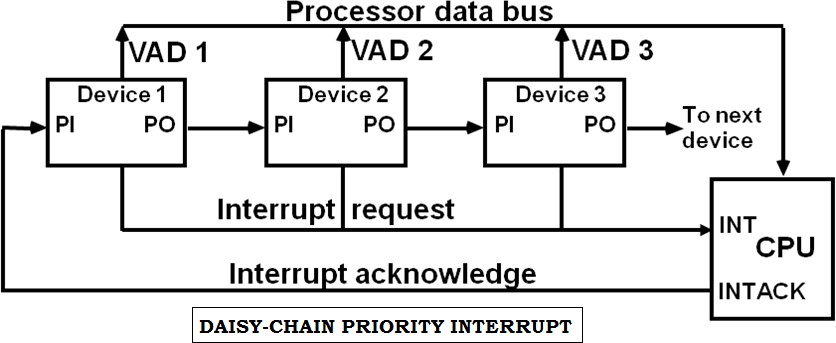 Processor data bus
VAD 1
VAD 2
VAD 3
Device 1
PI
PO
Device 2
PI
PO
Device 3
PI
PO
To next
device
Interrupt request
INT
CPU
Interrupt acknowledge
INTACK
DAISY-CHAIN PRIORITY INTERRUPT